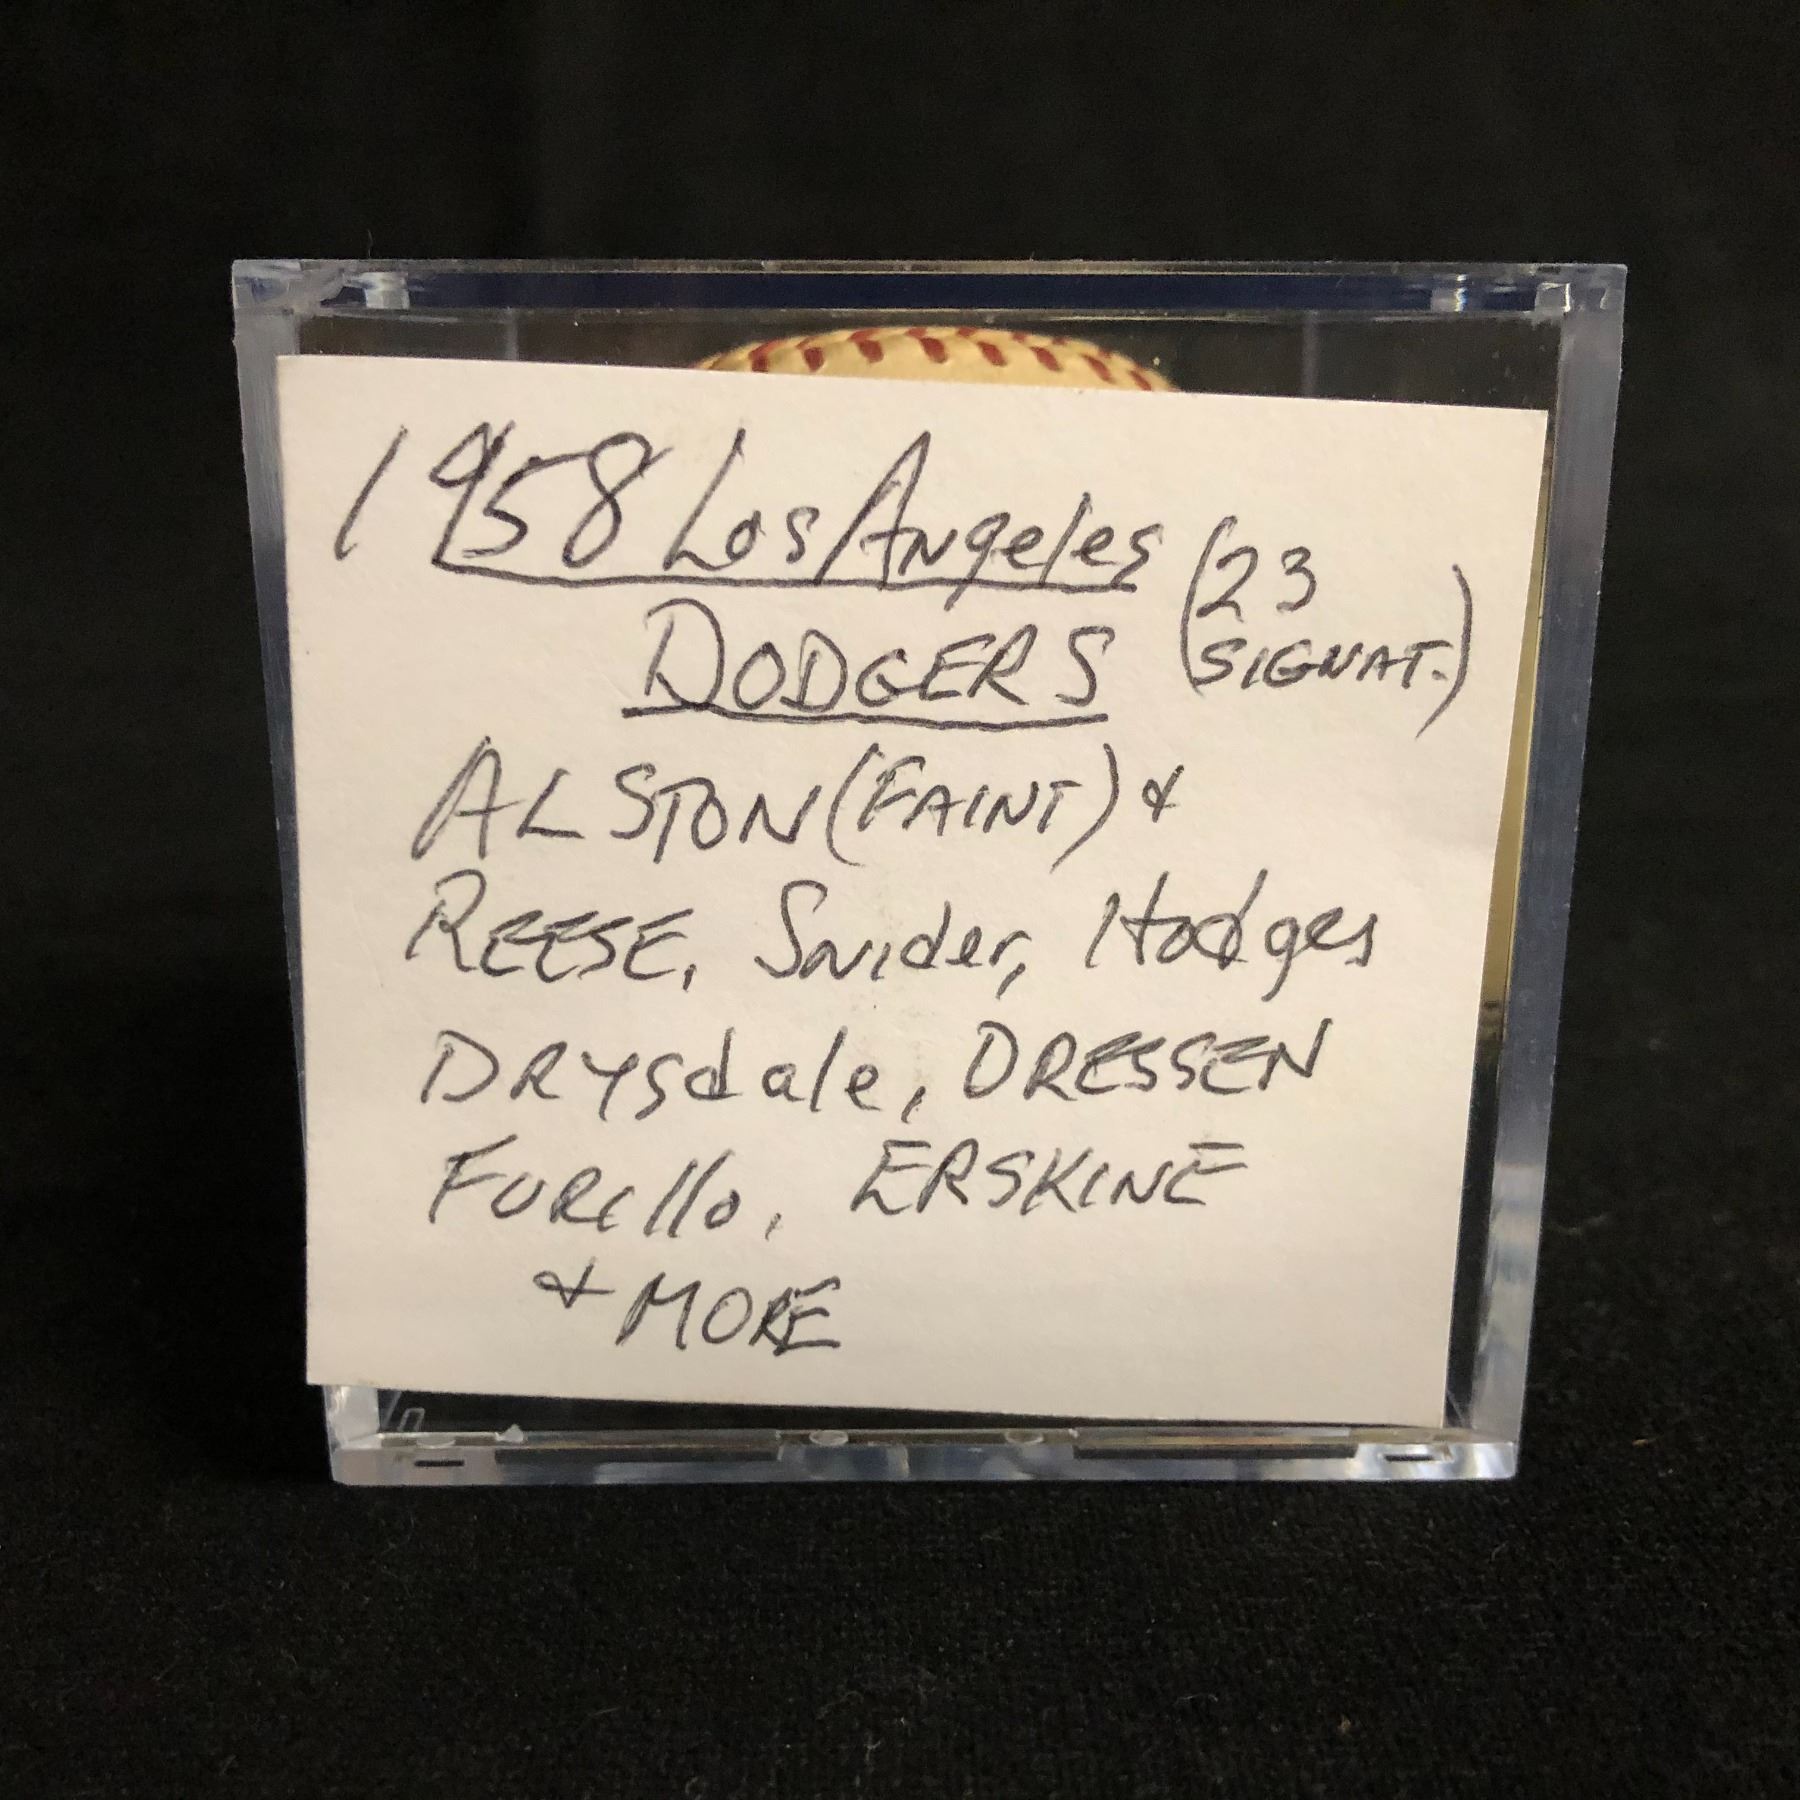 1958 Los Angeles
DODGERS
(23 SIGNAT.)
ALSTON (FAINT) &
REESE, Snider, Hodges
DRYSdale, DRESSEN
FURillo, ERSKINE
& MORE